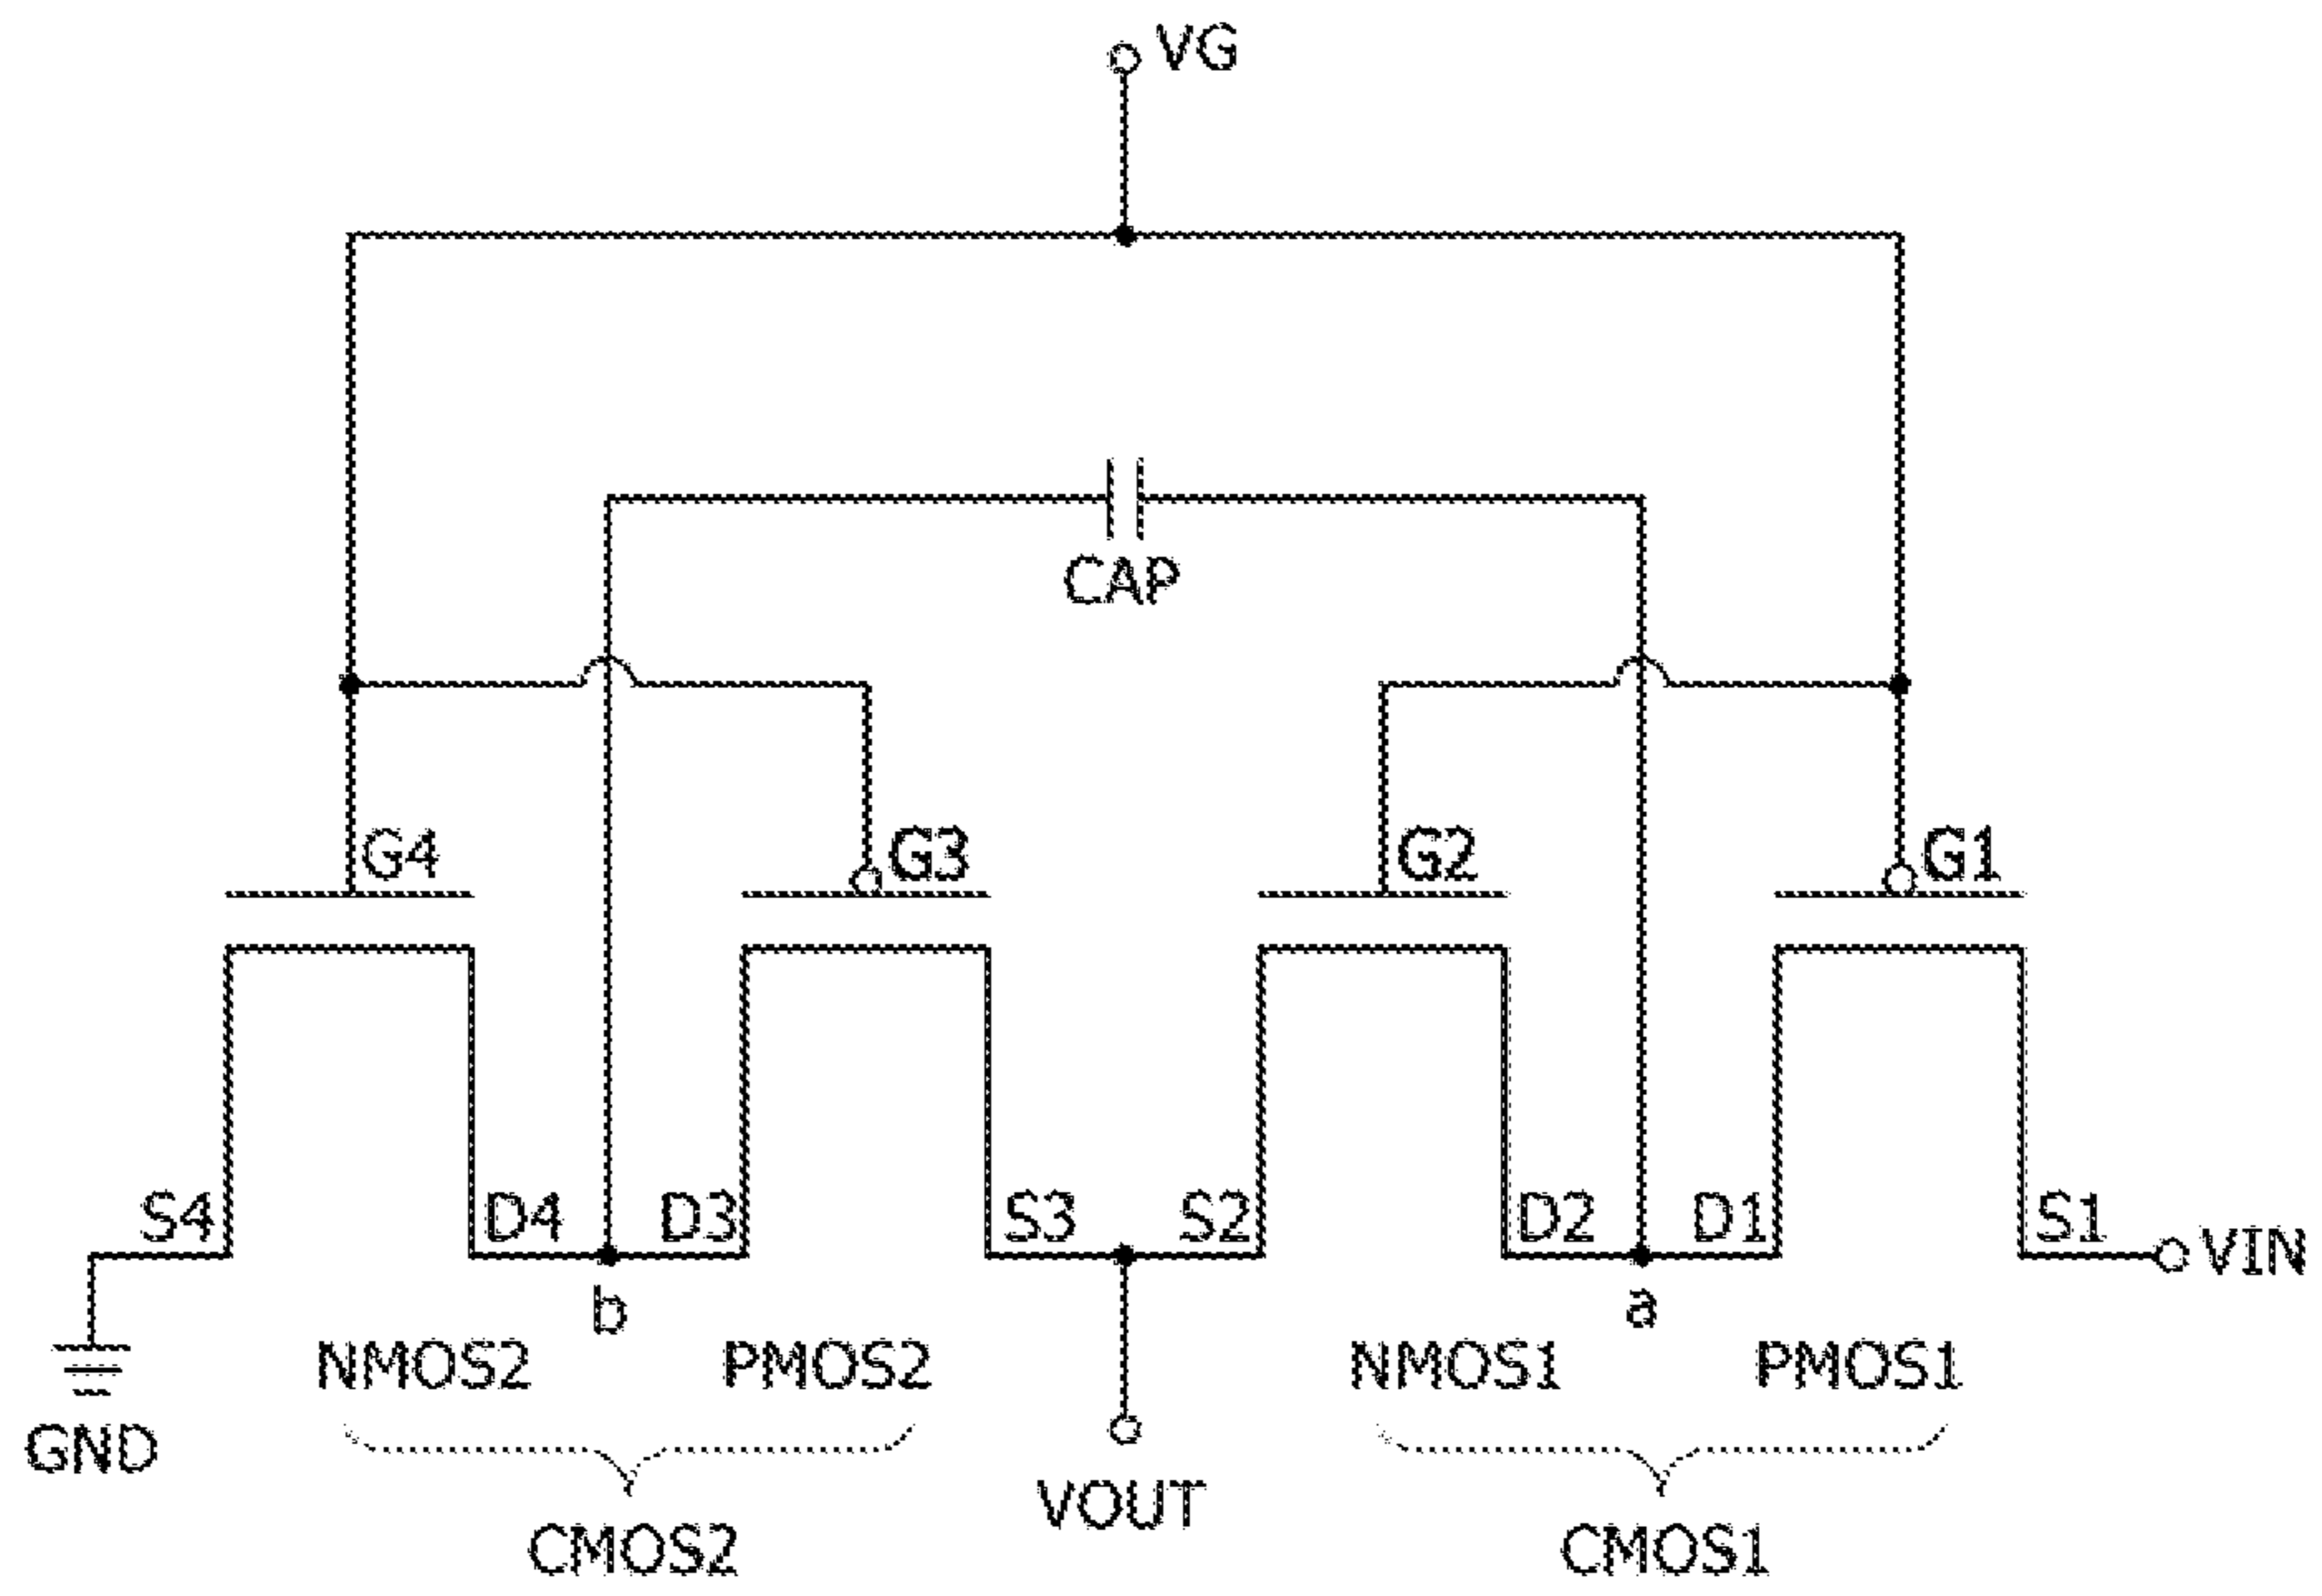 VG
CAP
G4 G3 G2 G1
S4 D4 D3 S3 S2 D2 D1 S1 VIN
b a
NMOS2 PMOS2 NMOS1 PMOS1
GND
VOUT
CMOS2 CMOS1